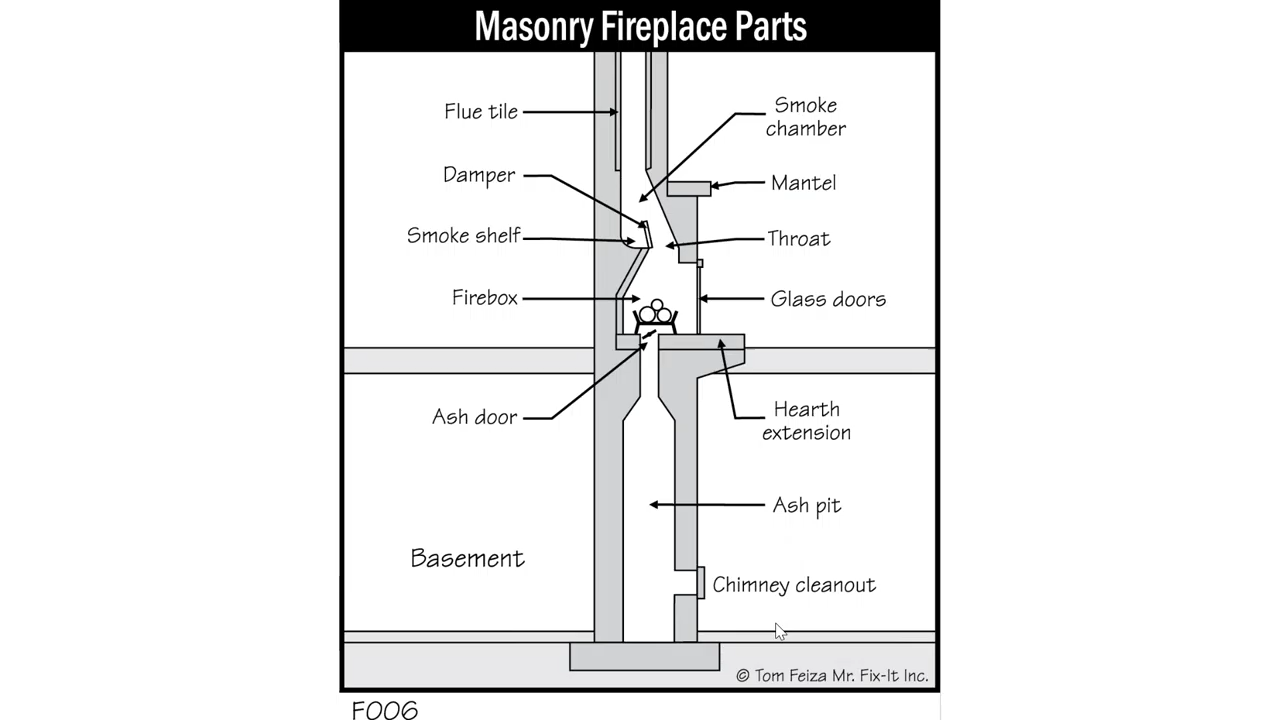 Masonry Fireplace Parts
Flue tile
Smoke
chamber
Damper
Mantel
Smoke shelf
Throat
Firebox
Glass doors
Ash door
Hearth
extension
Ash pit
Basement
Chimney cleanout
© Tom Feiza Mr. Fix-It Inc.
F006